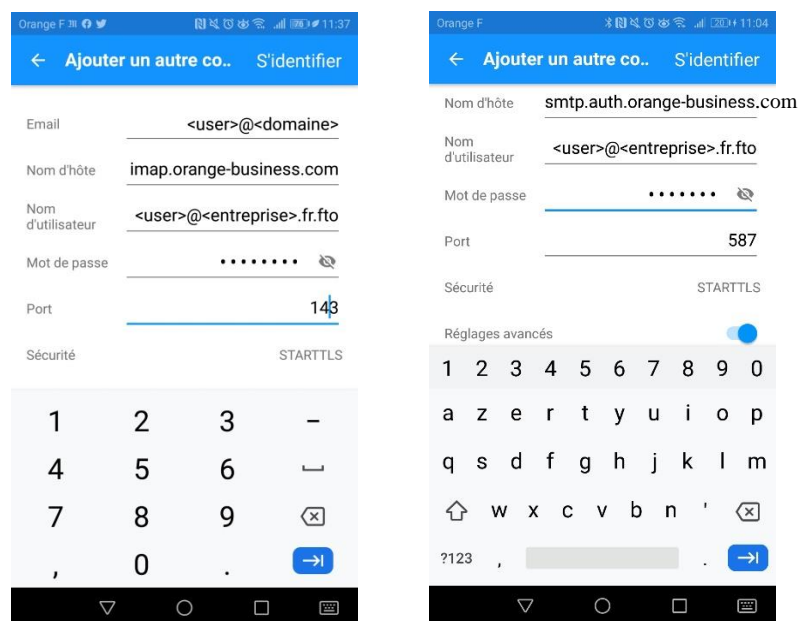 Orange F 11:37
Ajouter un autre co.. S'identifier
Email <user>@<domaine>
Nom d'hôte imap.orange-business.com
Nom
d'utilisateur <user>@<entreprise>.fr.fto
Mot de passe ••••••••
Port 143
Sécurité STARTTLS
1 2 3 –
4 5 6
7 8 9
, 0 .
Orange F 20 11:04
Ajouter un autre co.. S'identifier
Nom d'hôte smtp.auth.orange-business.com
Nom
d'utilisateur <user>@<entreprise>.fr.fto
Mot de passe •••••••
Port 587
Sécurité STARTTLS
Réglages avancés
1 2 3 4 5 6 7 8 9 0
a z e r t y u i o p
q s d f g h j k l m
w x c v b n '
?123 , .